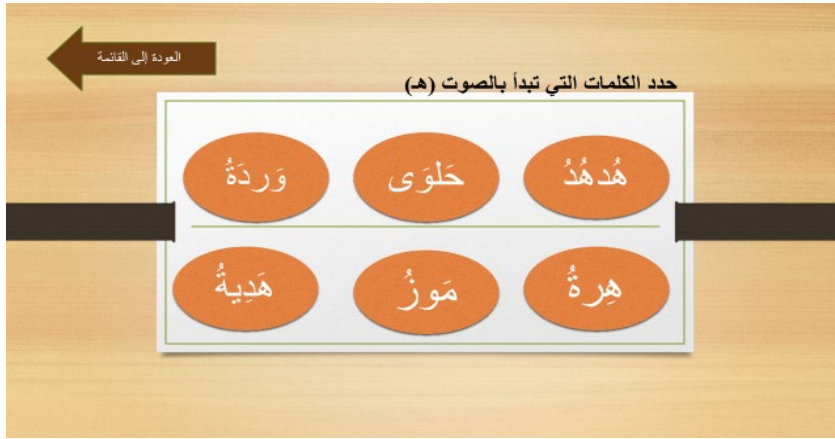 العودة إلى القائمة
حدد الكلمات التي تبدأ بالصوت (هـ)
هُدهُدُ حَلوَى وَردَةُ
هِرةُ مَوزُ هَدِيةُ